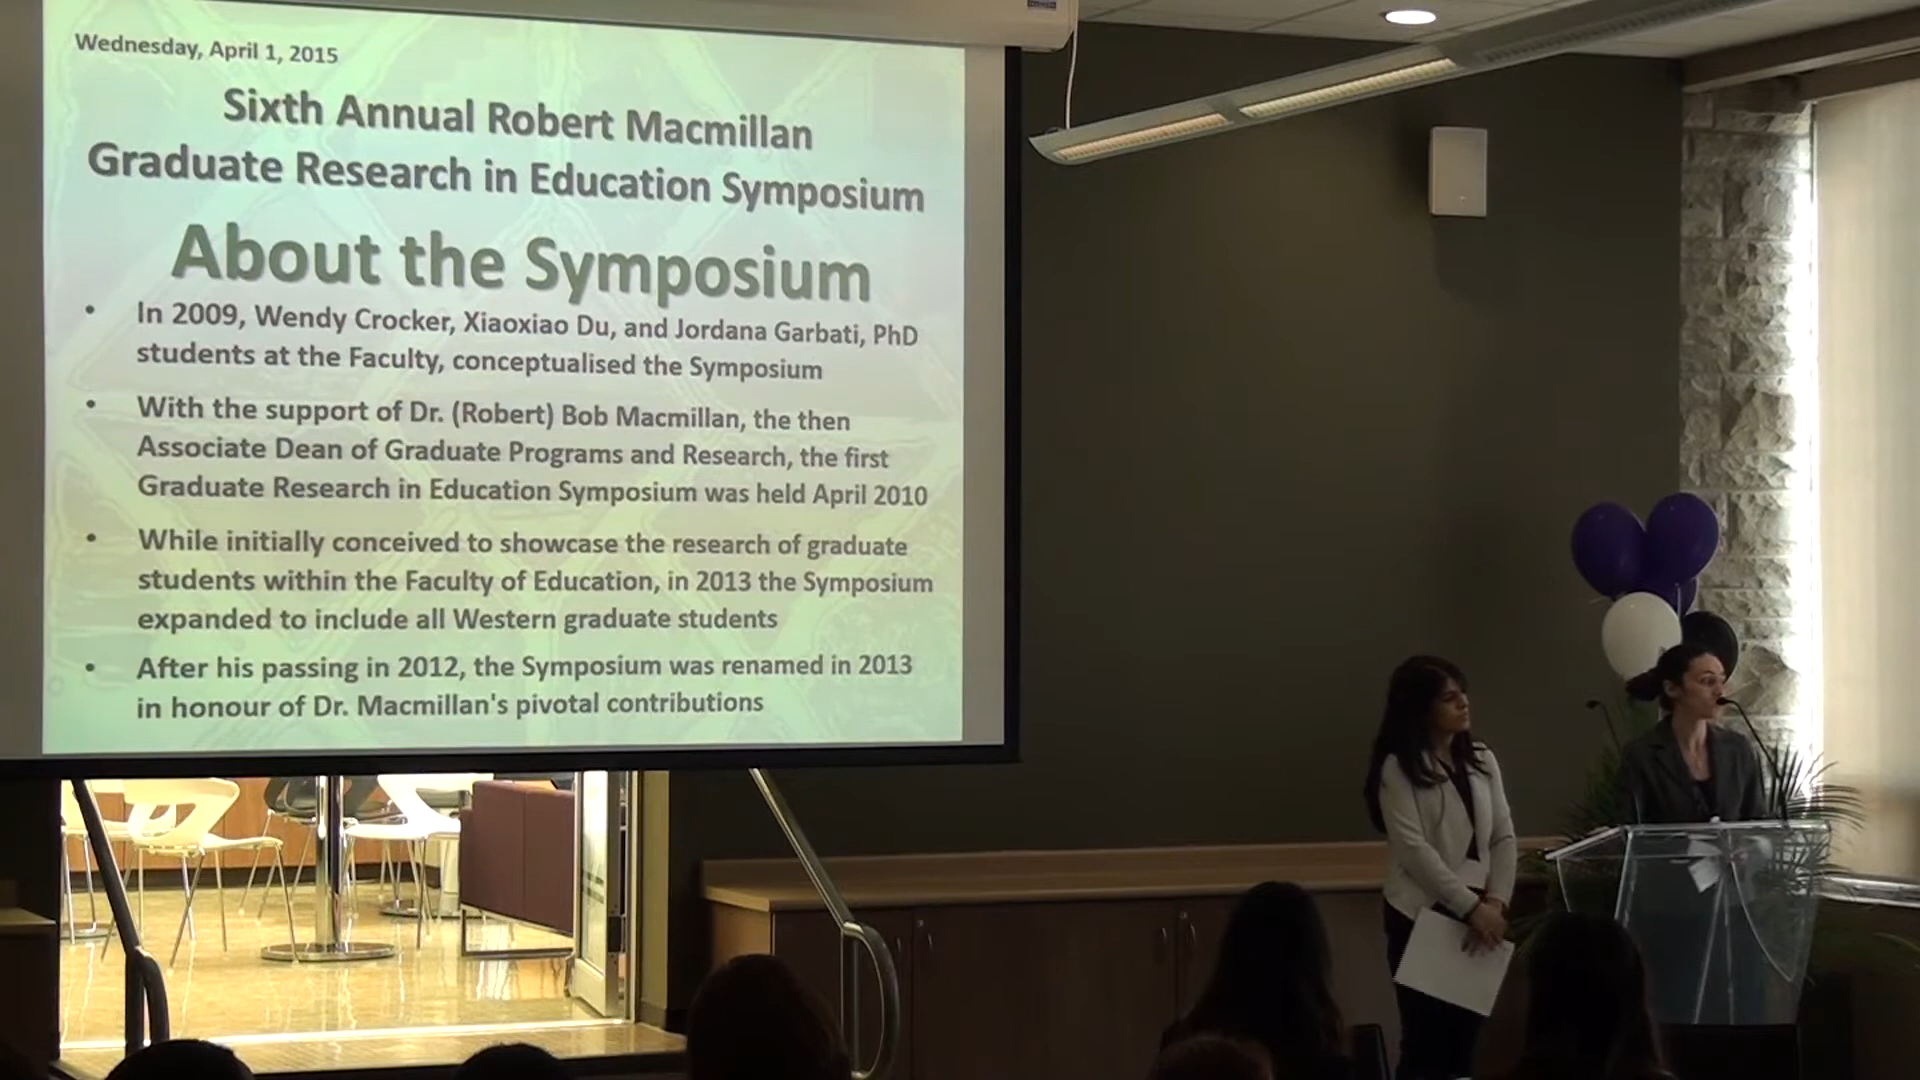 Wednesday, April 1, 2015
Sixth Annual Robert Macmillan
Graduate Research in Education Symposium
About the Symposium
• In 2009, Wendy Crocker, Xiaoxiao Du, and Jordana Garbati, PhD
students at the Faculty, conceptualised the Symposium
• With the support of Dr. (Robert) Bob Macmillan, the then
Associate Dean of Graduate Programs and Research, the first
Graduate Research in Education Symposium was held April 2010
• While initially conceived to showcase the research of graduate
students within the Faculty of Education, in 2013 the Symposium
expanded to include all Western graduate students
• After his passing in 2012, the Symposium was renamed in 2013
in honour of Dr. Macmillan's pivotal contributions